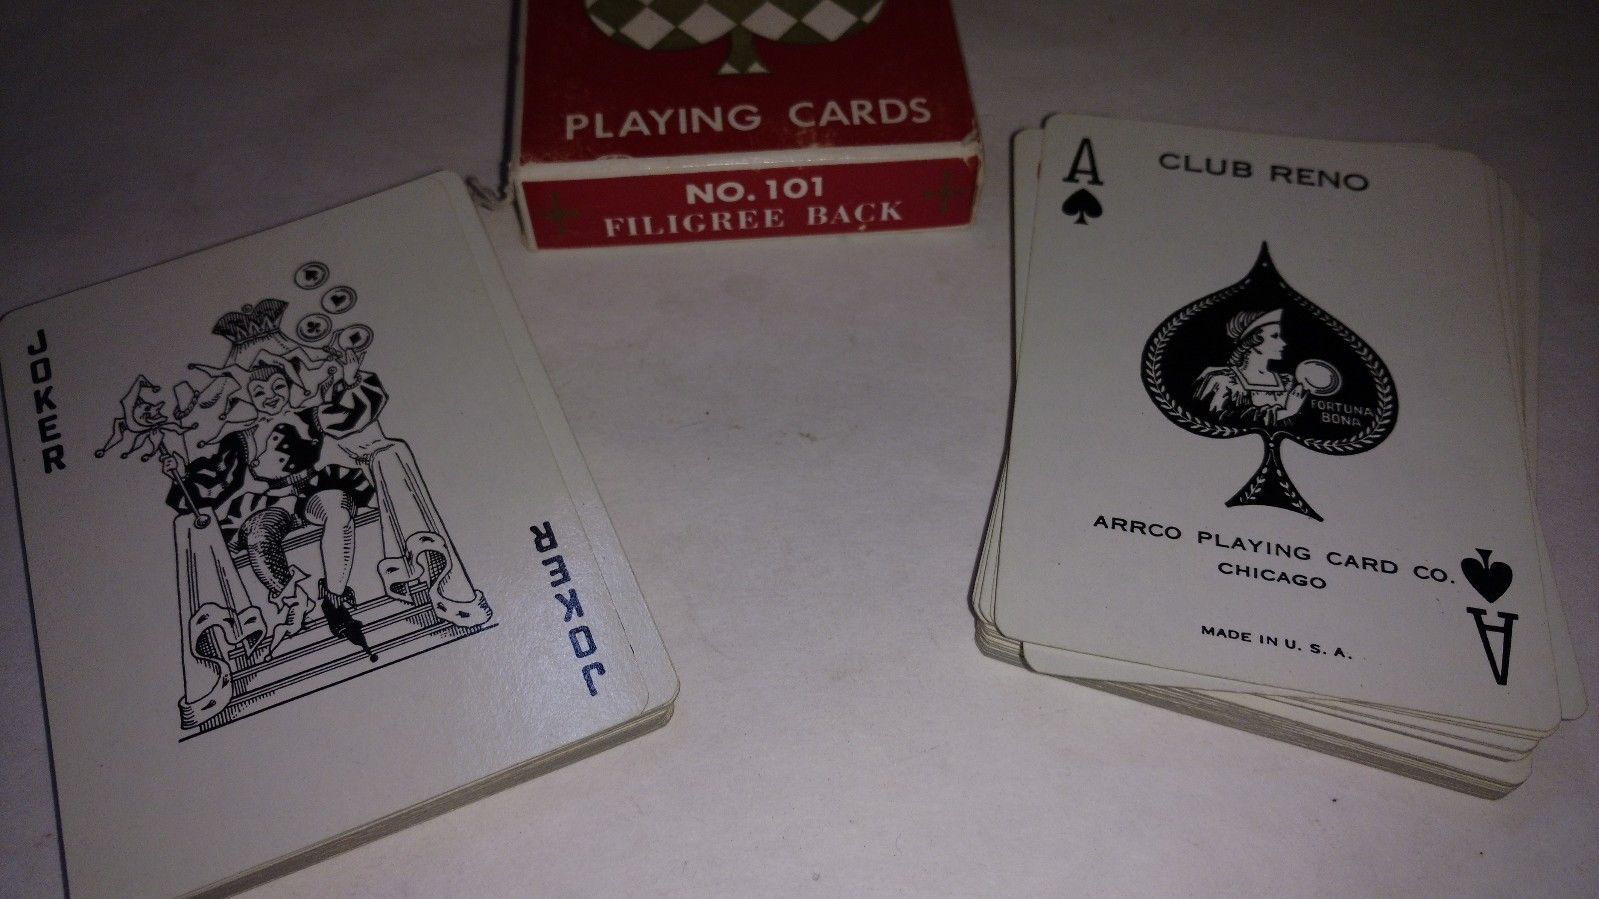 PLAYING CARDS
NO. 101
FILIGREE BACK
JOKER
JOKER
A
CLUB RENO
FORTUNA
BONA
ARRCO PLAYING CARD CO.
CHICAGO
MADE IN U. S. A.
A